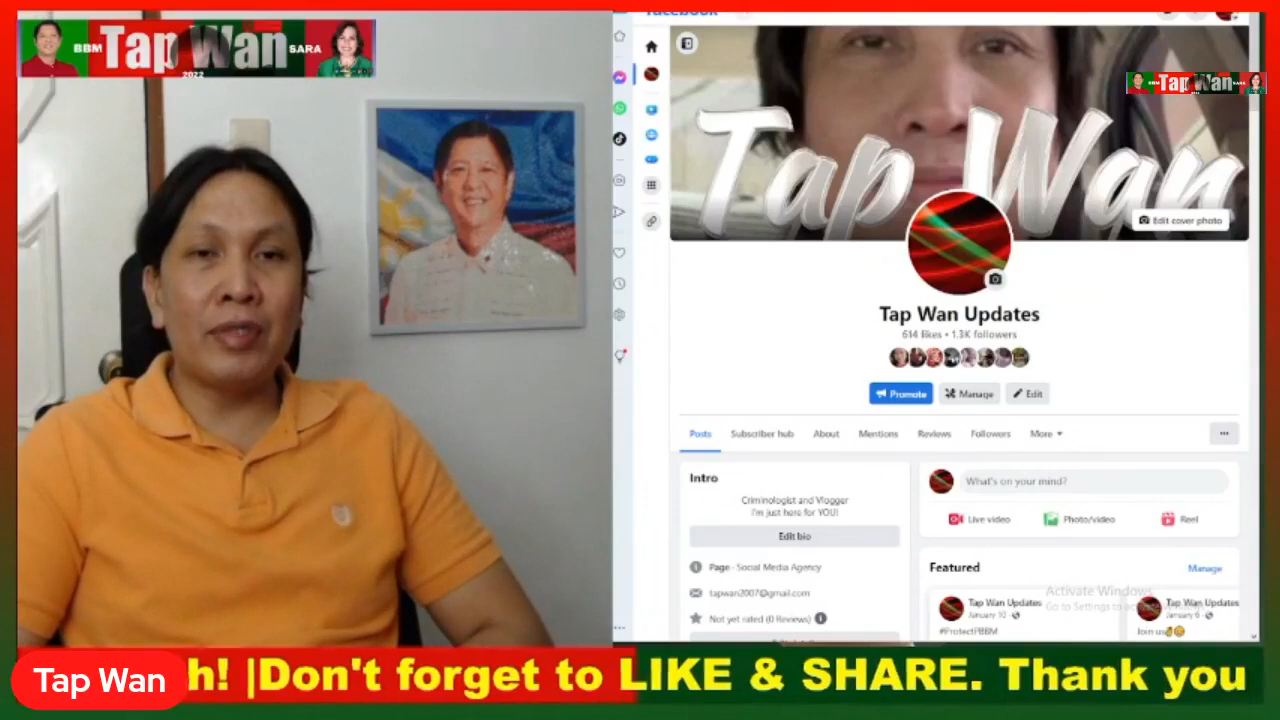 BBM Tap Wan SARA
2022
facebook
BBM Tap Wan SARA
Tap Wan
Edit cover photo
Tap Wan Updates
614 likes • 1.3K followers
Promote
Manage
Edit
Posts
Subscriber hub
About
Mentions
Reviews
Followers
More
Intro
Criminologist and Vlogger
I'm just here for YOU!
Edit bio
Page · Social Media Agency
tapwan2007@gmail.com
Not yet rated (0 Reviews)
What's on your mind?
Live video
Photo/video
Reel
Featured
Manage
Activate Windows
Go to Settings to
Tap Wan Updates
January 10
#ProtectPBBM
Tap Wan Updates
January 6
Join us
Tap Wan
h! |Don't forget to LIKE & SHARE. Thank you